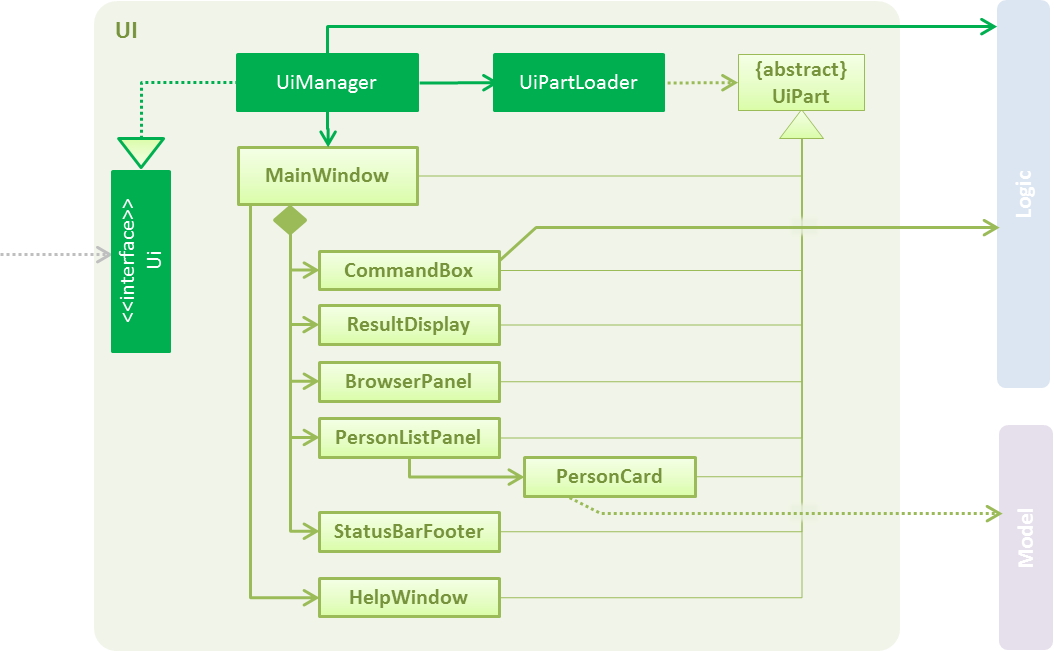 UI
UiManager
UiPartLoader
{abstract}
UiPart
MainWindow
<<interface>>
Ui
Logic
CommandBox
ResultDisplay
BrowserPanel
PersonListPanel
PersonCard
StatusBarFooter
Model
HelpWindow